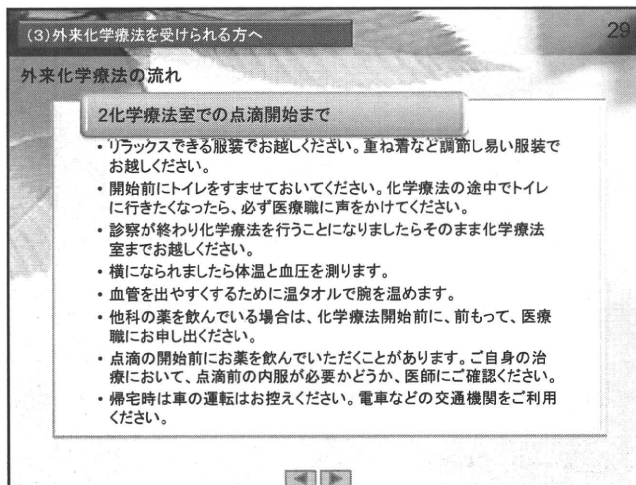 (3)外来化学療法を受けられる方へ
29
外来化学療法の流れ
2化学療法室での点滴開始まで
・リラックスできる服装でお越しください。重ね着など調節し易い服装で
お越しください。
・開始前にトイレをすませておいてください。化学療法の途中でトイレ
に行きたくなったら、必ず医療職に声をかけてください。
・診察が終わり化学療法を行うことになりましたらそのまま化学療法
室までお越しください。
・横になられましたら体温と血圧を測ります。
・血管を出やすくするために温タオルで腕を温めます。
・他科の薬を飲んでいる場合は、化学療法開始前に、前もって、医療
職にお申し出ください。
・点滴の開始前にお薬を飲んでいただくことがあります。ご自身の治
療において、点滴前の内服が必要かどうか、医師にご確認ください。
・帰宅時は車の運転はお控えください。電車などの交通機関をご利用
ください。